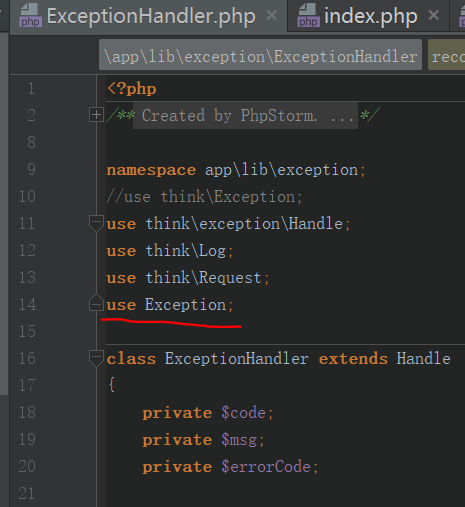 ExceptionHandler.php
index.php
\app\lib\exception\ExceptionHandler
reco
1 <?php
2 /** Created by PhpStorm. ...*/
8
9 namespace app\lib\exception;
10 //use think\Exception;
11 use think\exception\Handle;
12 use think\Log;
13 use think\Request;
14 use Exception;
15
16 class ExceptionHandler extends Handle
17 {
18 private $code;
19 private $msg;
20 private $errorCode;
21